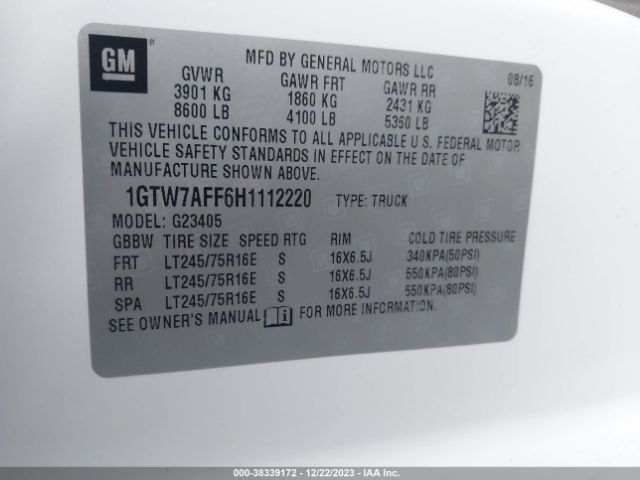 GM
MFD BY GENERAL MOTORS LLC
08/16
GVWR GAWR FRT GAWR RR
3901 KG 1860 KG 2431 KG
8600 LB 4100 LB 5360 LB
THIS VEHICLE CONFORMS TO ALL APPLICABLE U.S. FEDERAL MOTOR
VEHICLE SAFETY STANDARDS IN EFFECT ON THE DATE OF
MANUFACTURE SHOWN ABOVE.
1GTW7AFF6H1112220 TYPE: TRUCK
MODEL: G23405
GBBW TIRE SIZE SPEED RTG RIM COLD TIRE PRESSURE
FRT LT245/75R16E S 16X6.5J 340KPA(50PSI)
RR LT245/75R16E S 16X6.5J 550KPA(80PSI)
SPA LT245/75R16E S 16X6.5J 550KPA(80PSI)
SEE OWNER'S MANUAL FOR MORE INFORMATION.
000-38339172 - 12/22/2023 - IAA Inc.